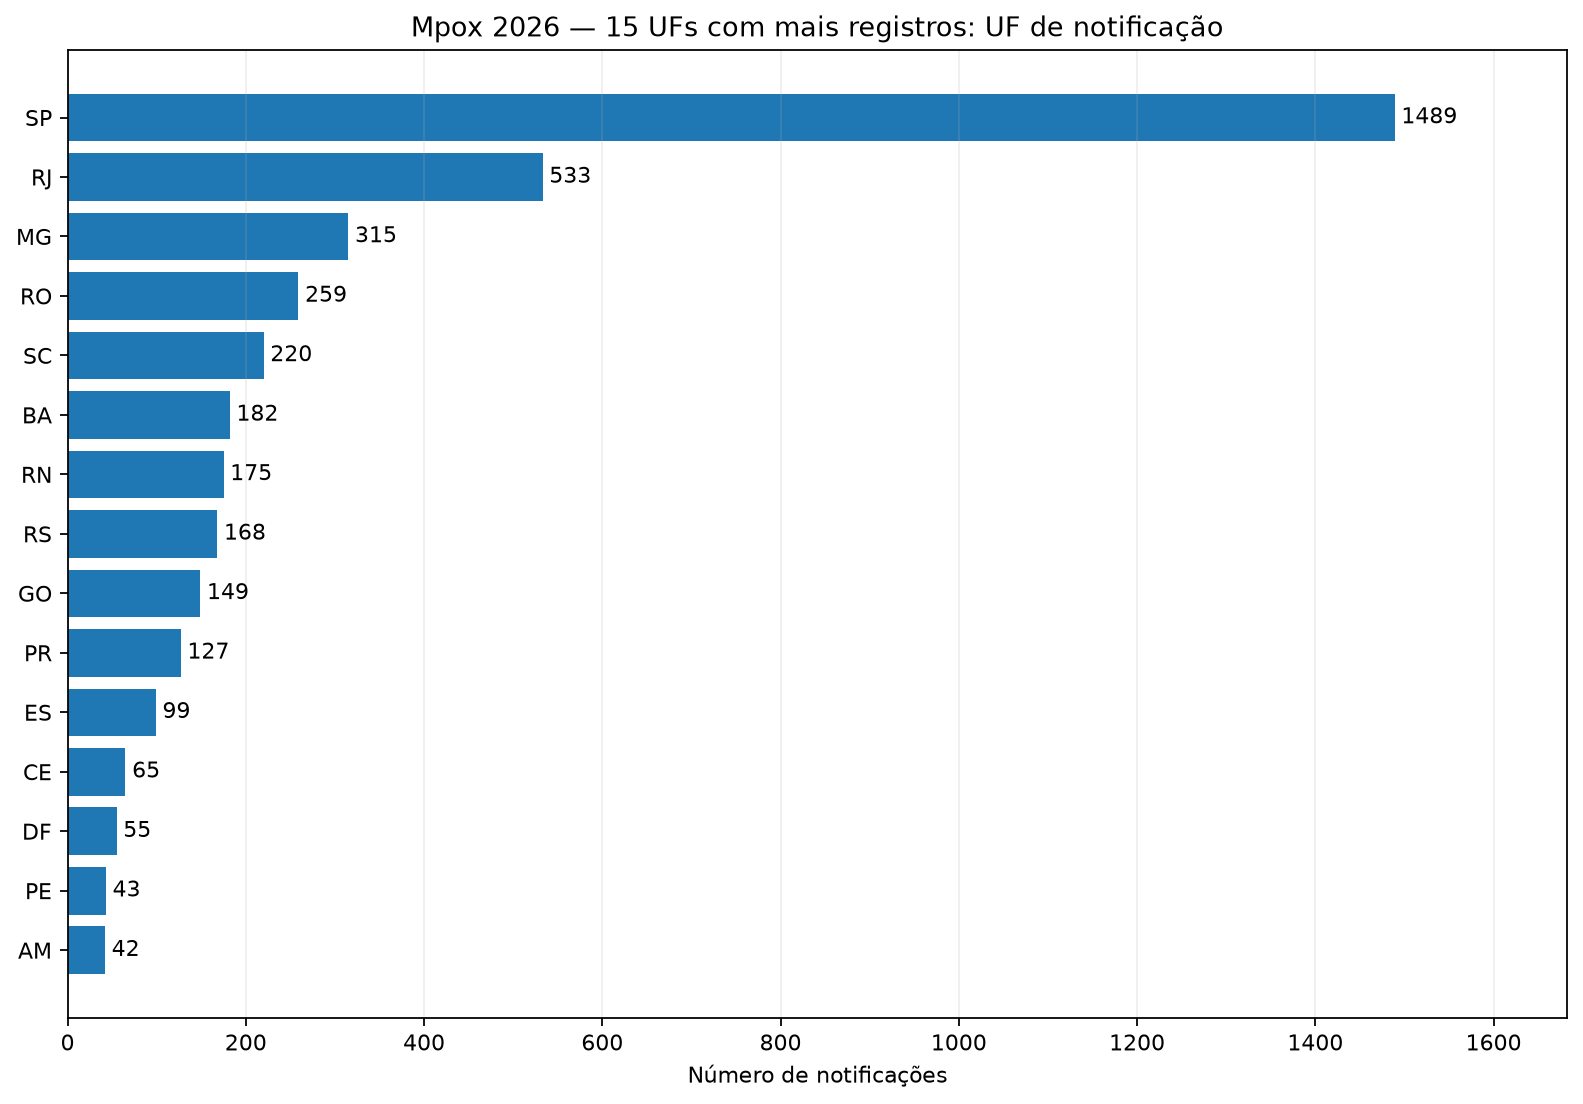 Mpox 2026 — 15 UFs com mais registros: UF de notificação
SP 1489
RJ 533
MG 315
RO 259
SC 220
BA 182
RN 175
RS 168
GO 149
PR 127
ES 99
CE 65
DF 55
PE 43
AM 42
0 200 400 600 800 1000 1200 1400 1600
Número de notificações